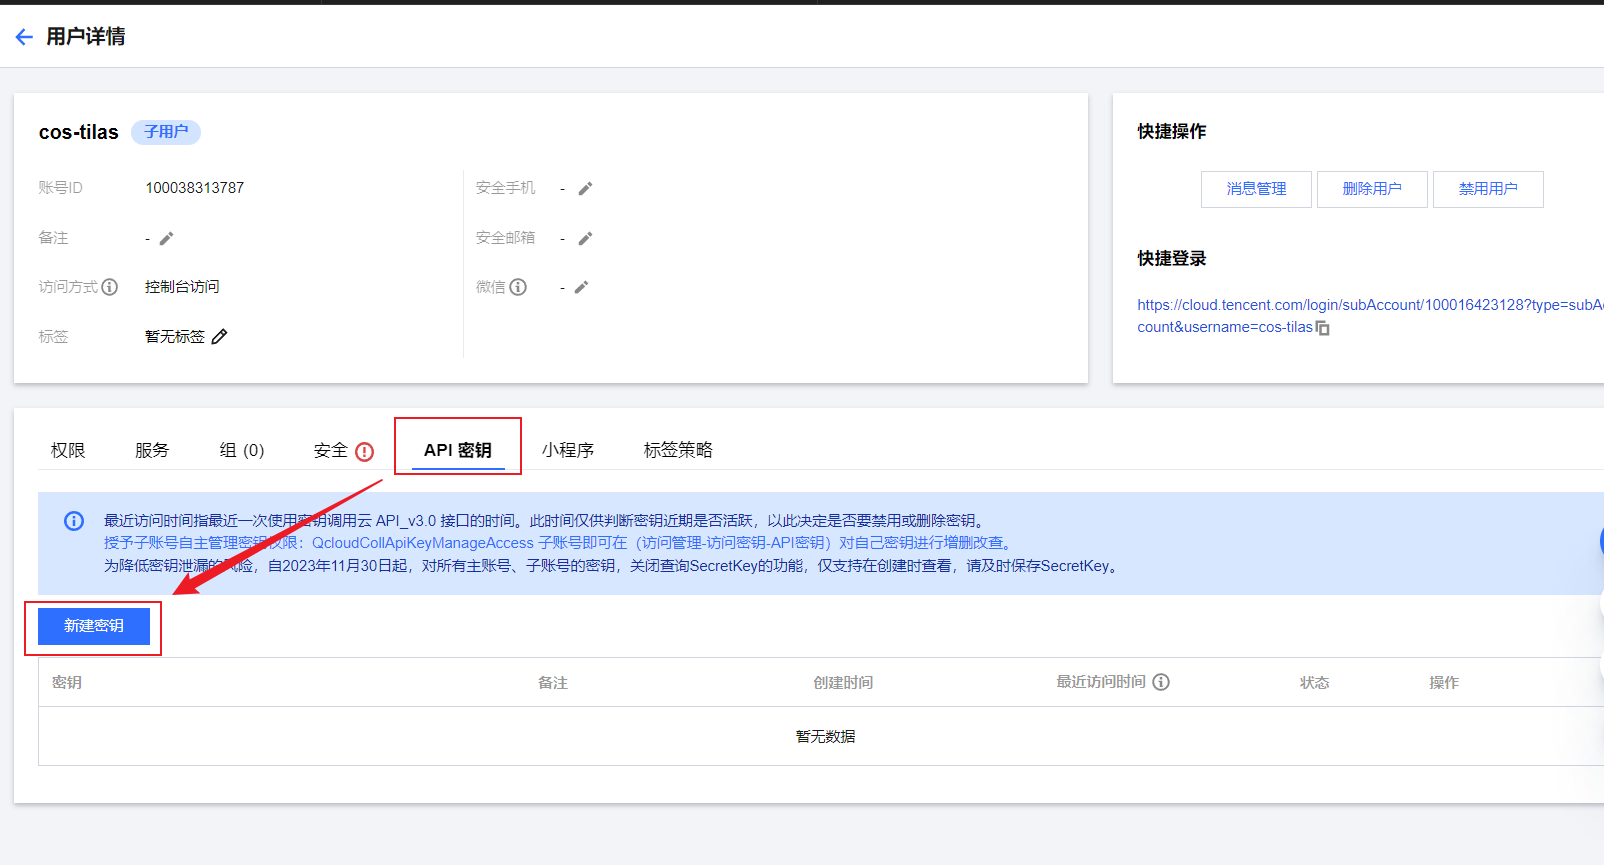 用户详情
cos-tilas 子用户
账号ID 100038313787
备注 -
访问方式 控制台访问
标签 暂无标签
安全手机 -
安全邮箱 -
微信 -
快捷操作
消息管理 删除用户 禁用用户
快捷登录
https://cloud.tencent.com/login/subAccount/100016423128?type=subAc
count&username=cos-tilas
权限 服务 组 (0) 安全 API 密钥 小程序 标签策略
最近访问时间指最近一次使用密钥调用云 API_v3.0 接口的时间。此时间仅供判断密钥近期是否活跃，以此决定是否要禁用或删除密钥。
授予子账号自主管理密钥权限：QcloudCollApiKeyManageAccess 子账号即可在（访问管理-访问密钥-API密钥）对自己密钥进行增删改查。
为降低密钥泄漏的风险，自2023年11月30日起，对所有主账号、子账号的密钥，关闭查询SecretKey的功能，仅支持在创建时查看，请及时保存SecretKey。
新建密钥
密钥 备注 创建时间 最近访问时间 状态 操作
暂无数据